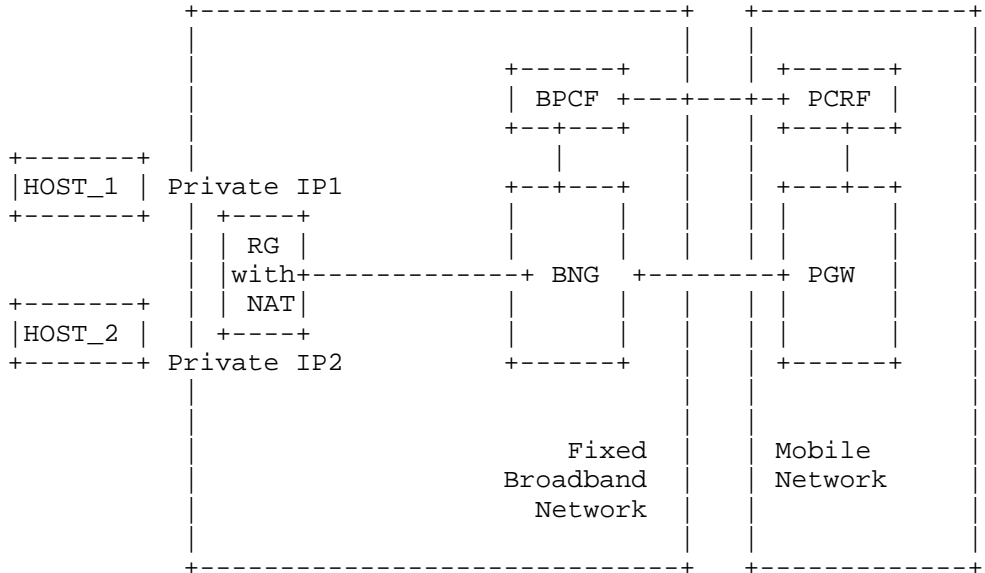 BPCF PCRF
HOST_1 Private IP1
RG
with BNG PGW
NAT
HOST_2
Private IP2
Fixed Mobile
Broadband Network
Network